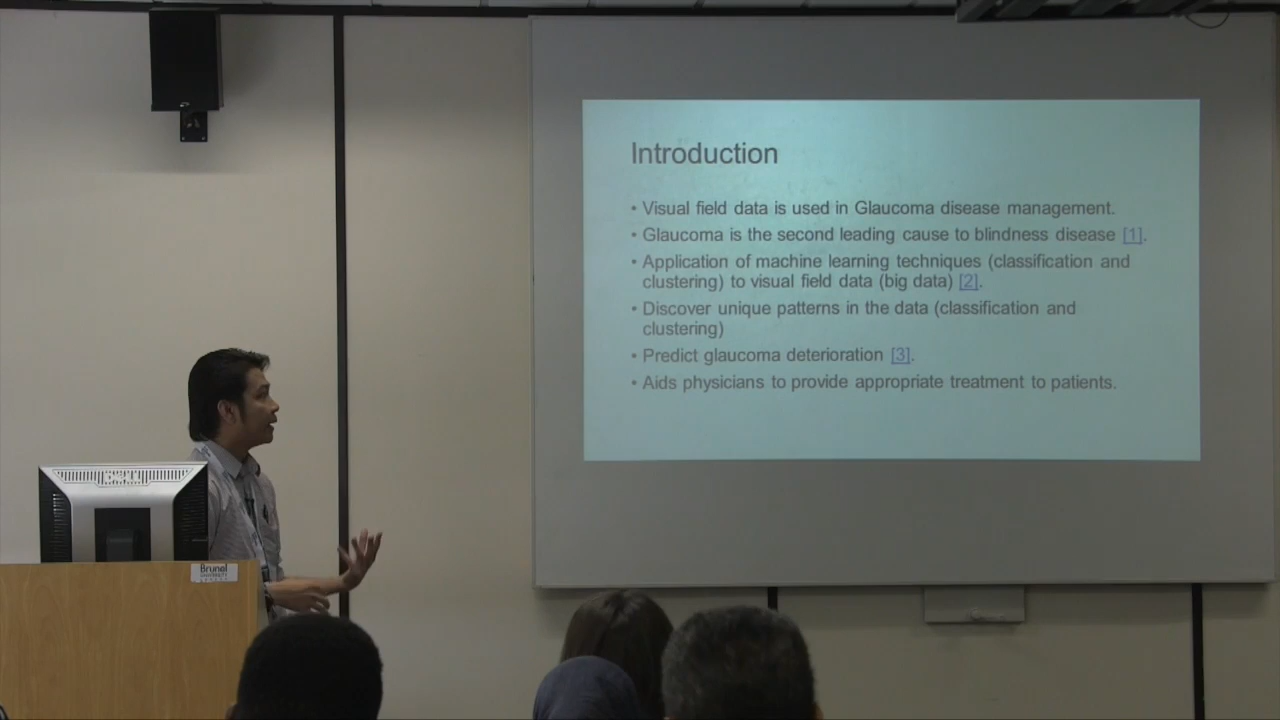 Introduction
• Visual field data is used in Glaucoma disease management.
• Glaucoma is the second leading cause to blindness disease [1].
• Application of machine learning techniques (classification and
clustering) to visual field data (big data) [2].
• Discover unique patterns in the data (classification and
clustering)
• Predict glaucoma deterioration [3].
• Aids physicians to provide appropriate treatment to patients.
Brunel